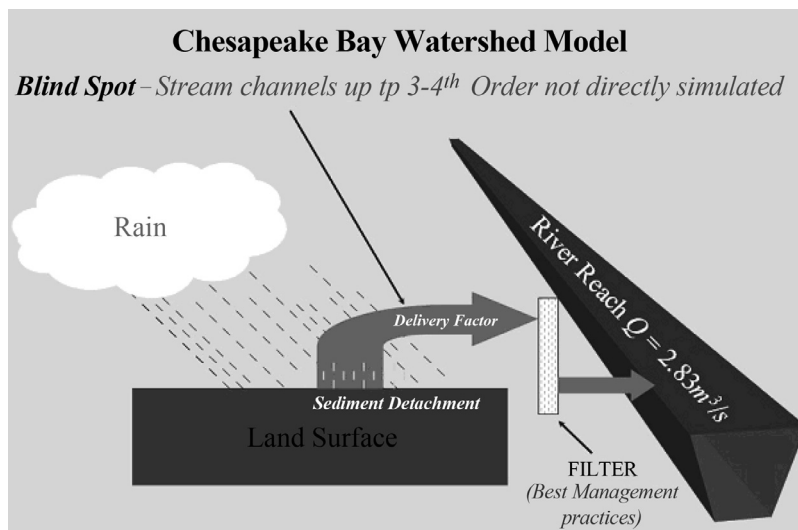 Chesapeake Bay Watershed Model
Blind Spot – Stream channels up tp 3-4th Order not directly simulated
Rain
River Reach Q = 2.83m³/s
Delivery Factor
Sediment Detachment
Land Surface
FILTER
(Best Management
practices)